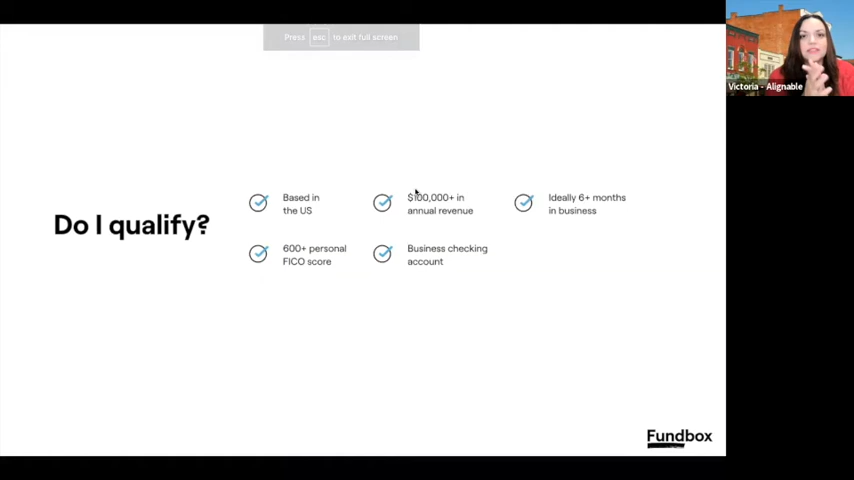 Press esc to exit full screen
Victoria - Alignable
Do I qualify?
Based in
the US
$100,000+ in
annual revenue
Ideally 6+ months
in business
600+ personal
FICO score
Business checking
account
Fundbox